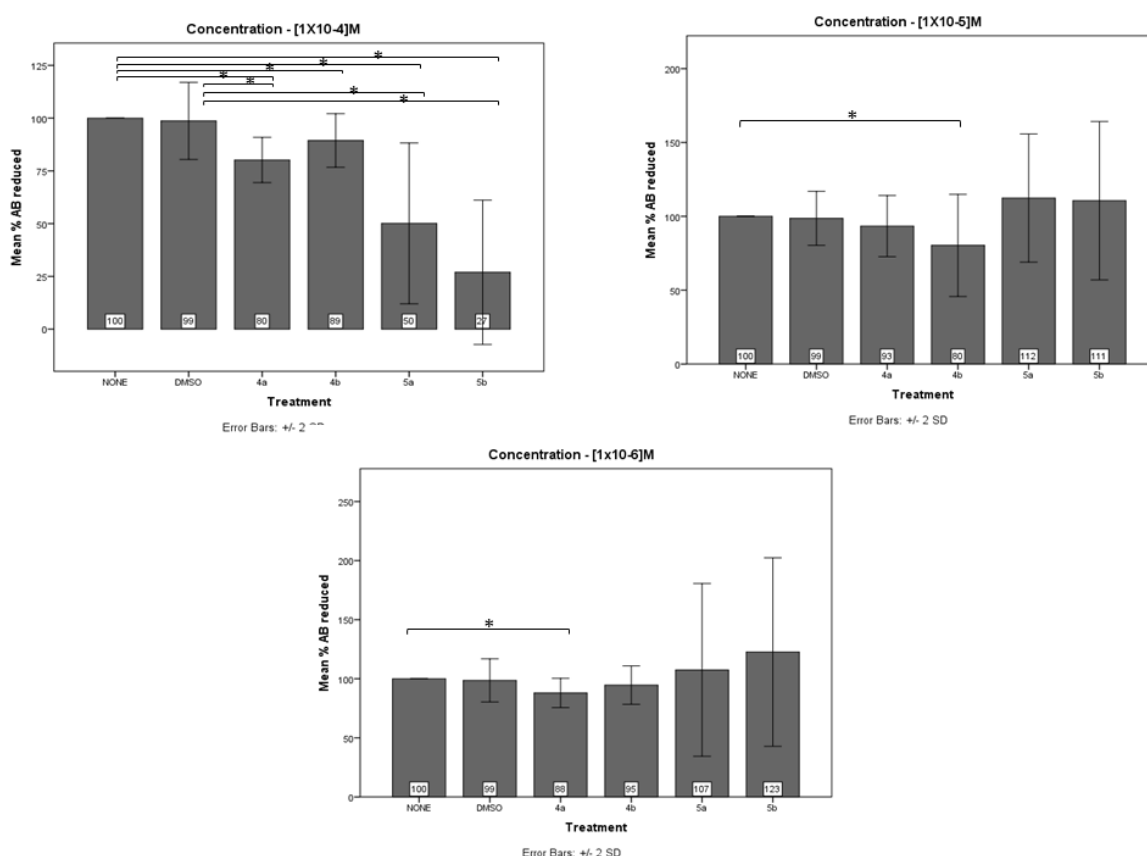 Concentration - [1X10-4]M
Mean % AB reduced
125
100
75
50
25
0
*
*
*
*
*
*
*
100 99 80 89 50 27
NONE DMSO 4a 4b 5a 5b
Treatment
Error Bars: +/- 2
Concentration - [1X10-5]M
Mean % AB reduced
200
150
100
50
0
*
100 99 93 80 112 111
NONE DMSO 4a 4b 5a 5b
Treatment
Error Bars: +/- 2 SD
Concentration - [1x10-6]M
Mean % AB reduced
250
200
150
100
50
0
*
100 99 88 95 107 123
NONE DMSO 4a 4b 5a 5b
Treatment
Error Bars: +/- 2 SD